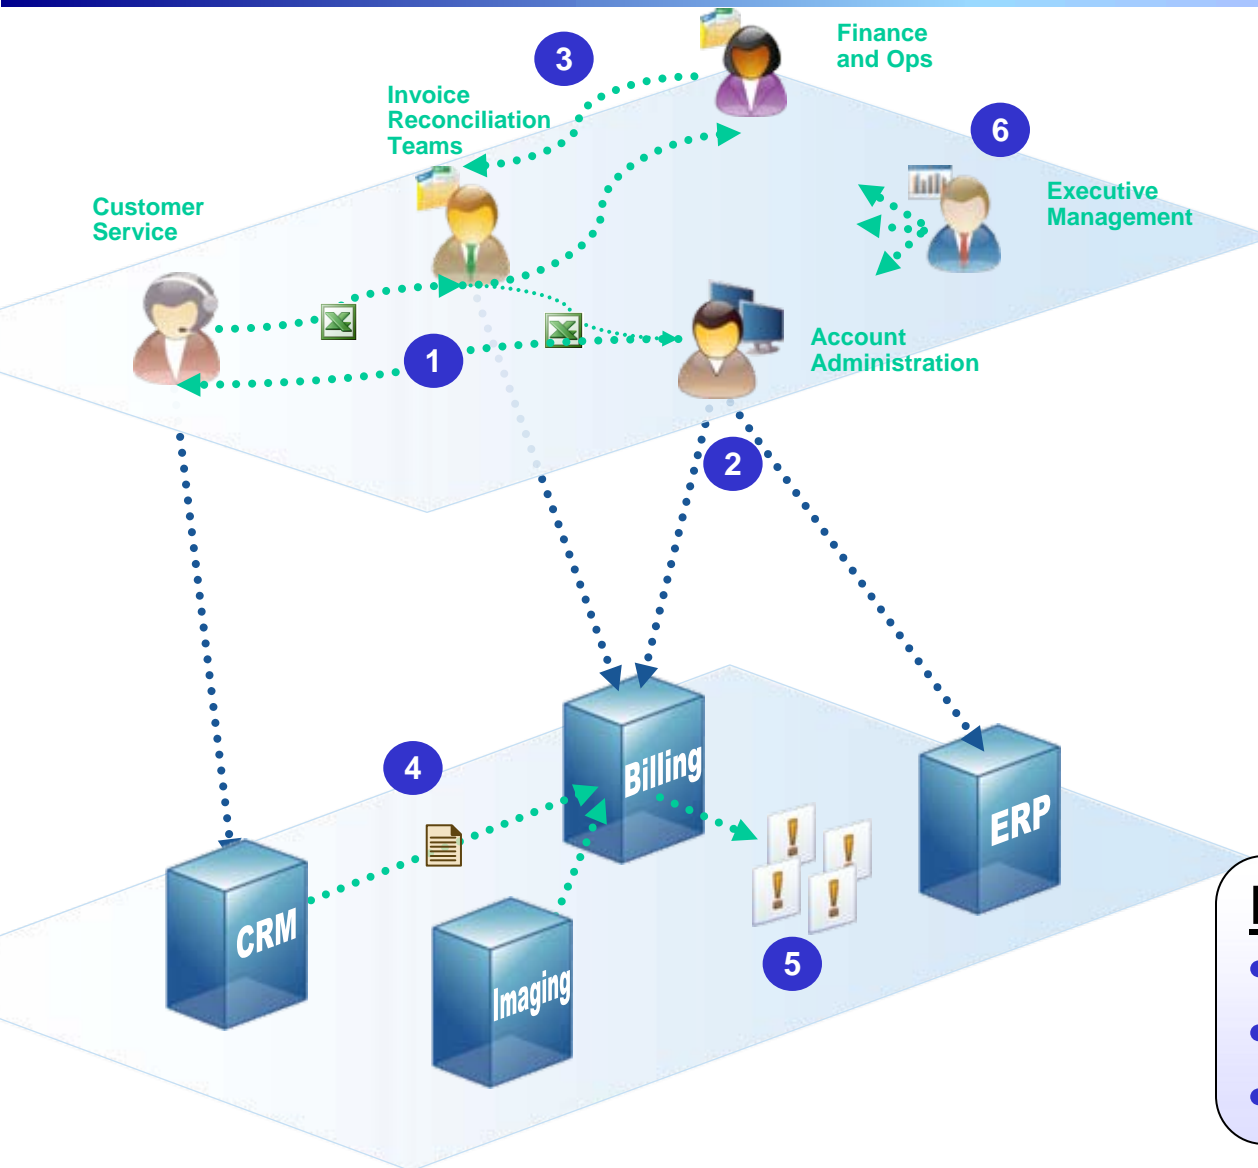 3
Finance
and Ops
Invoice
Reconciliation
Teams
6
Executive
Management
Customer
Service
1
Account
Administration
2
4
Billing
ERP
CRM
Imaging
5